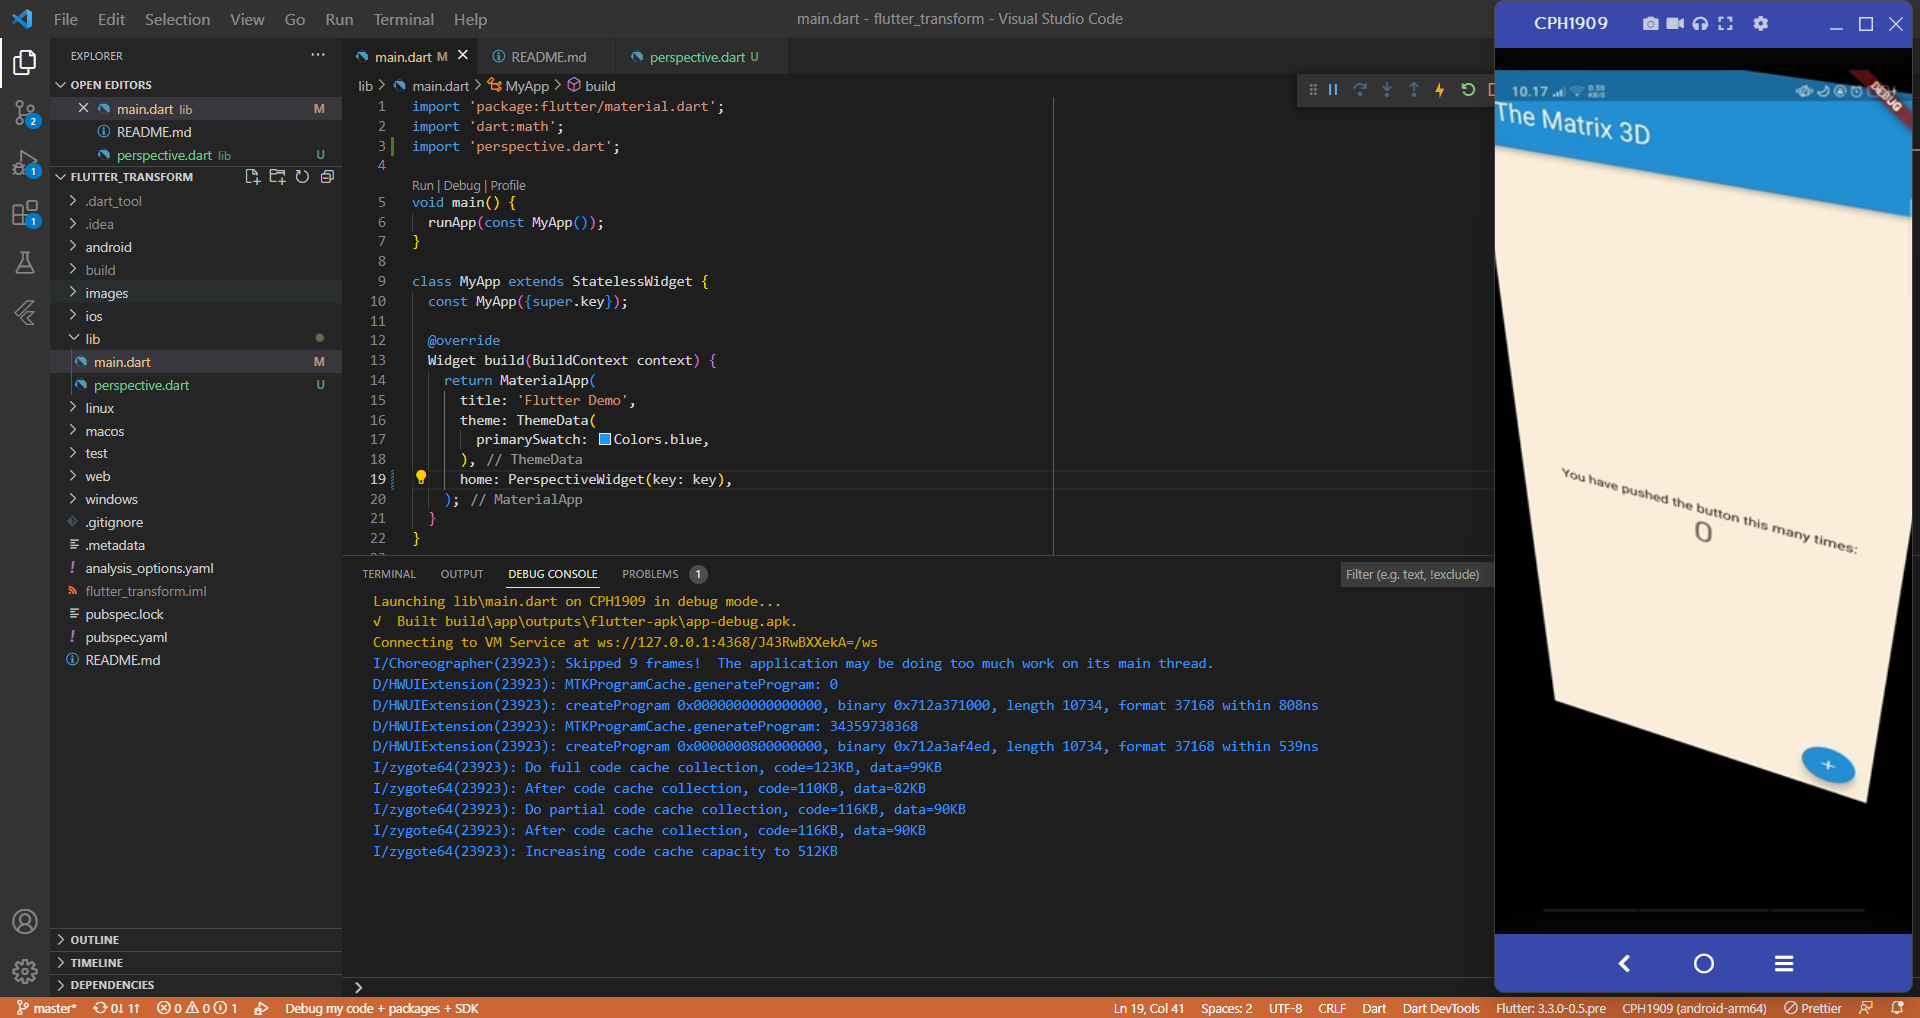 File Edit Selection View Go Run Terminal Help
main.dart - flutter_transform - Visual Studio Code
EXPLORER
OPEN EDITORS
main.dart lib M
README.md
perspective.dart lib U
FLUTTER_TRANSFORM
.dart_tool
.idea
android
build
images
ios
lib
main.dart M
perspective.dart U
linux
macos
test
web
windows
.gitignore
.metadata
analysis_options.yaml
flutter_transform.iml
pubspec.lock
pubspec.yaml
README.md
OUTLINE
TIMELINE
DEPENDENCIES
2
1
1
main.dart M README.md perspective.dart U
lib > main.dart > MyApp > build
1 import 'package:flutter/material.dart';
2 import 'dart:math';
3 import 'perspective.dart';
4
Run | Debug | Profile
5 void main() {
6 runApp(const MyApp());
7 }
8
9 class MyApp extends StatelessWidget {
10 const MyApp({super.key});
11
12 @override
13 Widget build(BuildContext context) {
14 return MaterialApp(
15 title: 'Flutter Demo',
16 theme: ThemeData(
17 primarySwatch: Colors.blue,
18 ), // ThemeData
19 home: PerspectiveWidget(key: key),
20 ); // MaterialApp
21 }
22 }
TERMINAL OUTPUT DEBUG CONSOLE PROBLEMS 1
Filter (e.g. text, !exclude)
Launching lib\main.dart on CPH1909 in debug mode...
√ Built build\app\outputs\flutter-apk\app-debug.apk.
Connecting to VM Service at ws://127.0.0.1:4368/J43RwBXXekA=/ws
I/Choreographer(23923): Skipped 9 frames! The application may be doing too much work on its main thread.
D/HWUIExtension(23923): MTKProgramCache.generateProgram: 0
D/HWUIExtension(23923): createProgram 0x0000000000000000, binary 0x712a371000, length 10734, format 37168 within 808ns
D/HWUIExtension(23923): MTKProgramCache.generateProgram: 34359738368
D/HWUIExtension(23923): createProgram 0x0000000800000000, binary 0x712a3af4ed, length 10734, format 37168 within 539ns
I/zygote64(23923): Do full code cache collection, code=123KB, data=99KB
I/zygote64(23923): After code cache collection, code=110KB, data=82KB
I/zygote64(23923): Do partial code cache collection, code=116KB, data=90KB
I/zygote64(23923): After code cache collection, code=116KB, data=90KB
I/zygote64(23923): Increasing code cache capacity to 512KB
CPH1909
10.17 0.59 KB/S
DEBUG
The Matrix 3D
You have pushed the button this many times:
0
+
master* 0↓ 1↑ 0 0 1 Debug my code + packages + SDK
Ln 19, Col 41 Spaces: 2 UTF-8 CRLF Dart Dart DevTools Flutter: 3.3.0-0.5.pre CPH1909 (android-arm64) Prettier